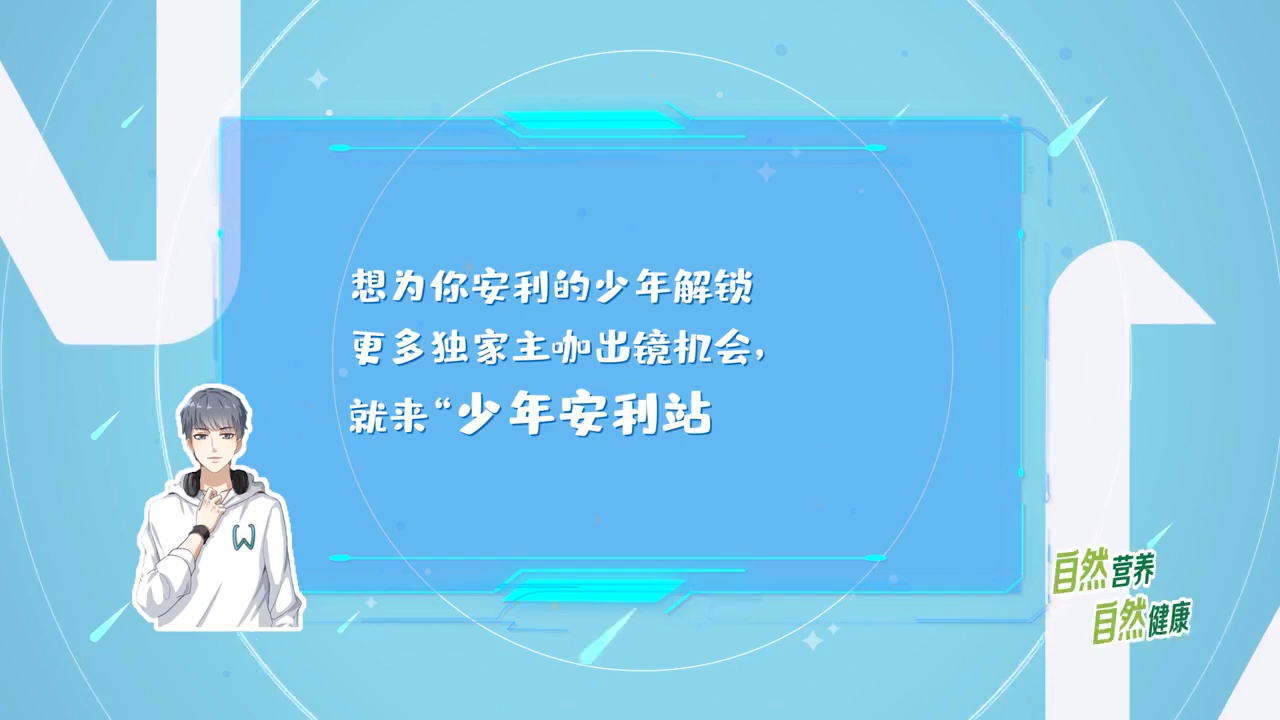 想为你安利的少年解锁
更多独家主咖出镜机会，
就来“少年安利站
W
自然营养
自然健康